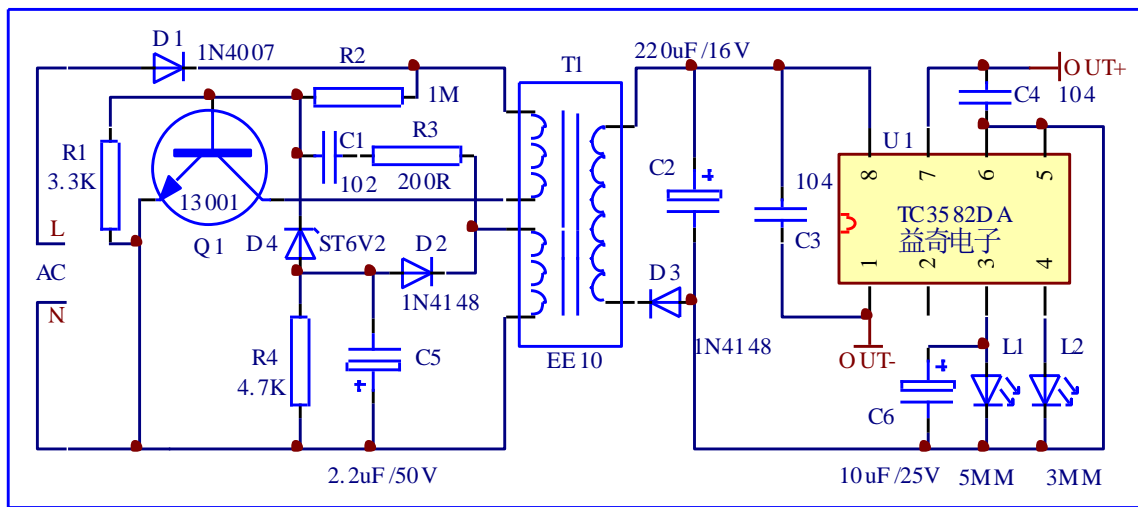 D1
1N4007
R2
1M
T1
220uF/16V
OUT+
C4
104
R1
3.3K
C1
102
R3
200R
13001
Q1
C2
104
C3
U1
8
7
6
5
TC3582DA
益奇电子
1
2
3
4
L
AC
N
D4
ST6V2
D2
1N4148
D3
1N4148
R4
4.7K
C5
EE10
OUT-
L1
L2
C6
2.2uF/50V
10uF/25V
5MM
3MM